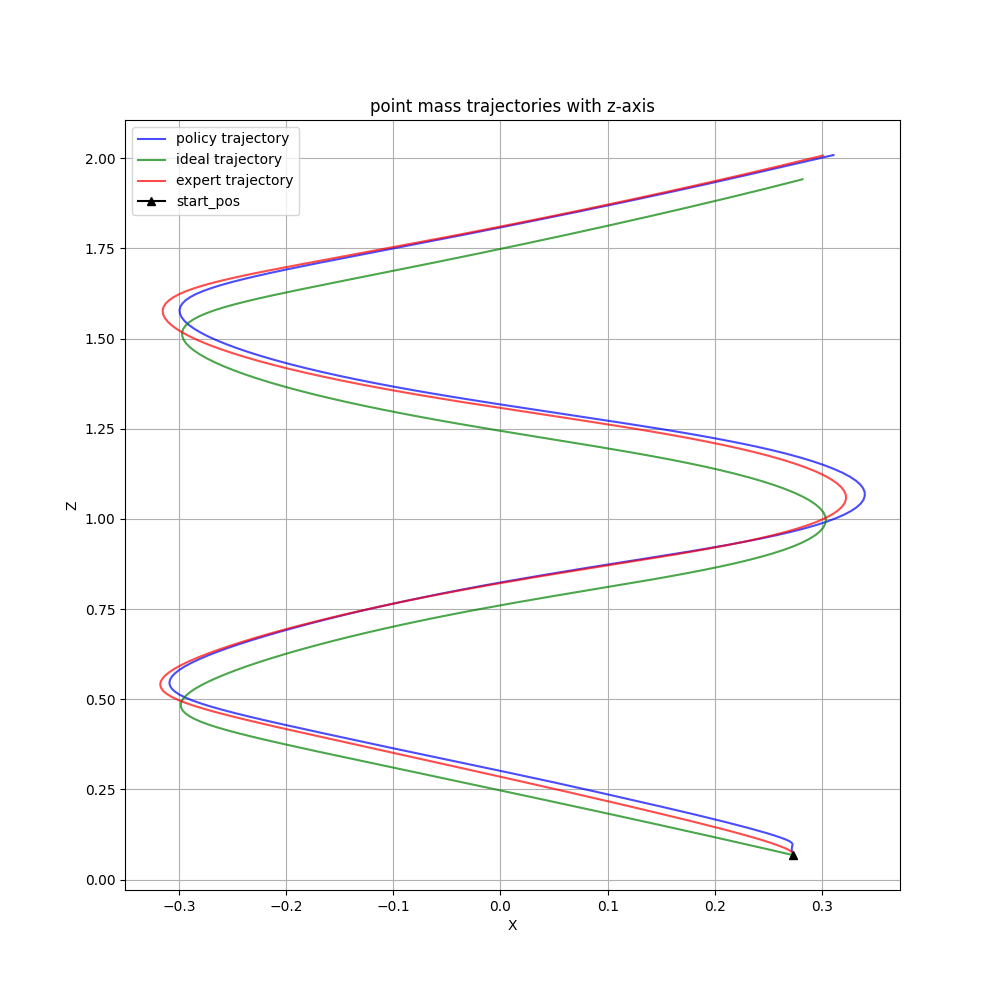 point mass trajectories with z-axis
policy trajectory
ideal trajectory
expert trajectory
start_pos
2.00
1.75
1.50
1.25
1.00
0.75
0.50
0.25
0.00
Z
−0.3 −0.2 −0.1 0.0 0.1 0.2 0.3
X